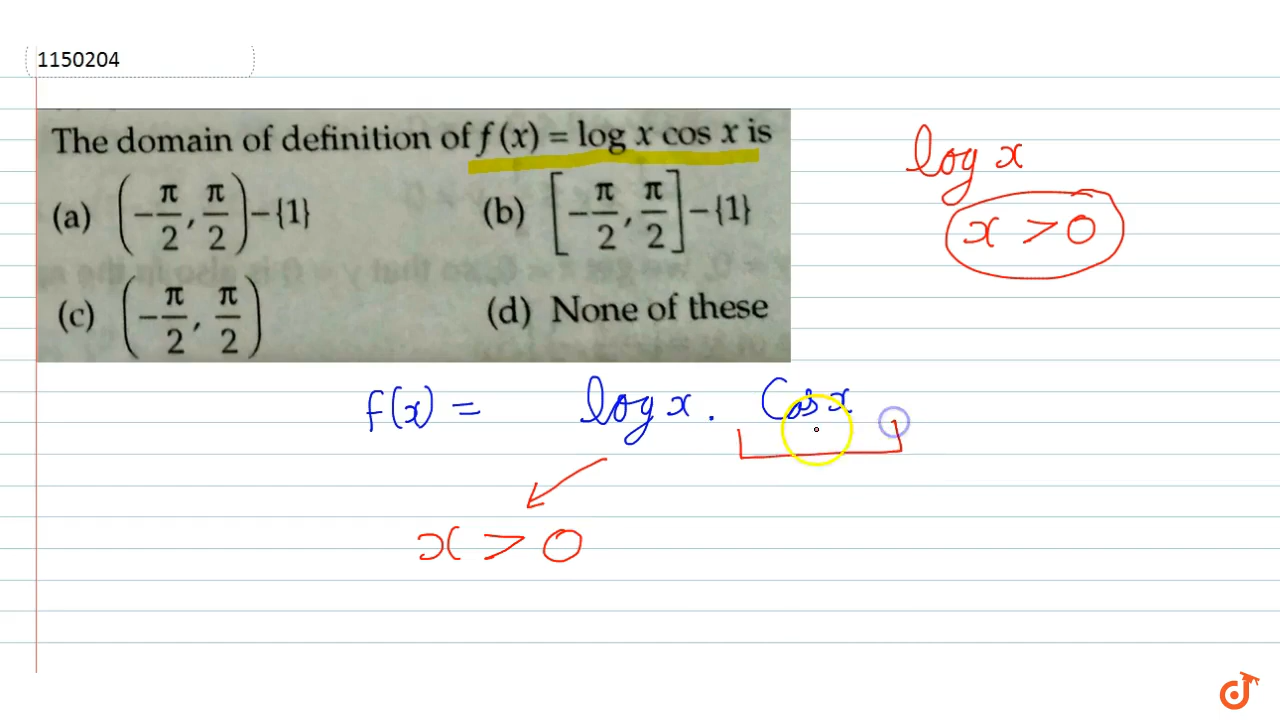 1150204
The domain of definition of f (x) = log x cos x is
(a) (−π/2, π/2) − {1}
(b) [−π/2, π/2] − {1}
(c) (−π/2, π/2)
(d) None of these
log x
x > 0
f(x) = log x . Cos x
x > 0